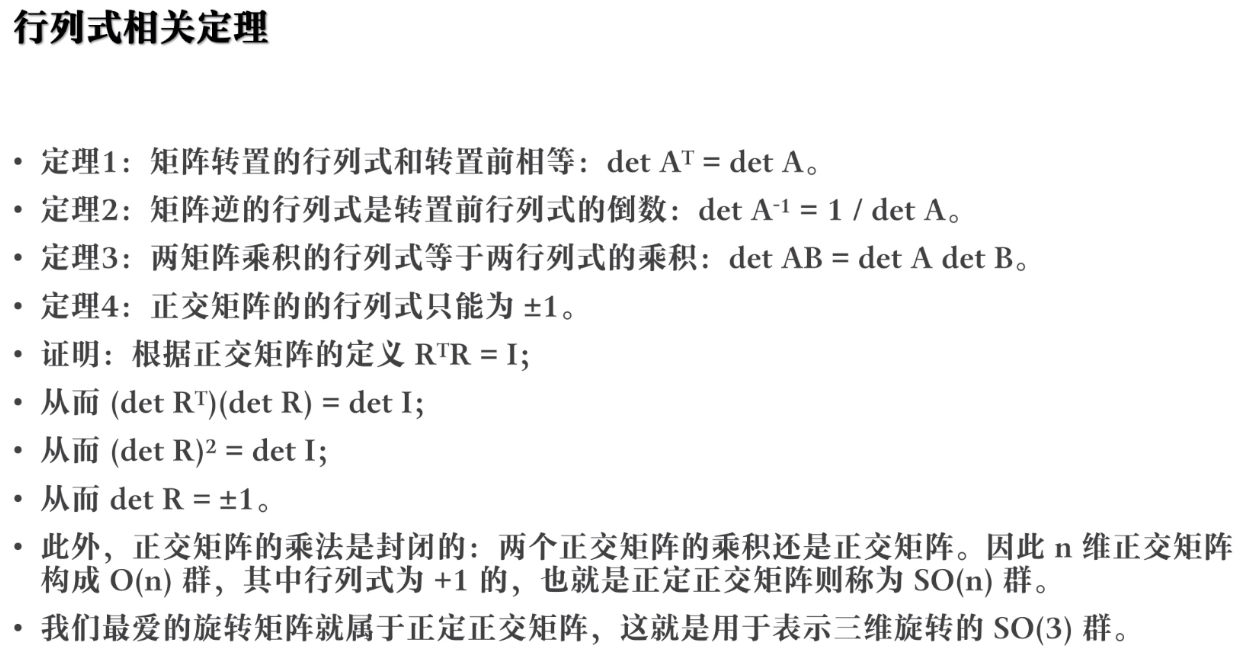 行列式相关定理
• 定理1：矩阵转置的行列式和转置前相等：det Aᵀ = det A。
• 定理2：矩阵逆的行列式是转置前行列式的倒数：det A⁻¹ = 1 / det A。
• 定理3：两矩阵乘积的行列式等于两行列式的乘积：det AB = det A det B。
• 定理4：正交矩阵的的行列式只能为 ±1。
• 证明：根据正交矩阵的定义 RᵀR = I;
• 从而 (det Rᵀ)(det R) = det I;
• 从而 (det R)² = det I;
• 从而 det R = ±1。
• 此外，正交矩阵的乘法是封闭的：两个正交矩阵的乘积还是正交矩阵。因此 n 维正交矩阵
构成 O(n) 群，其中行列式为 +1 的，也就是正定正交矩阵则称为 SO(n) 群。
• 我们最爱的旋转矩阵就属于正定正交矩阵，这就是用于表示三维旋转的 SO(3) 群。